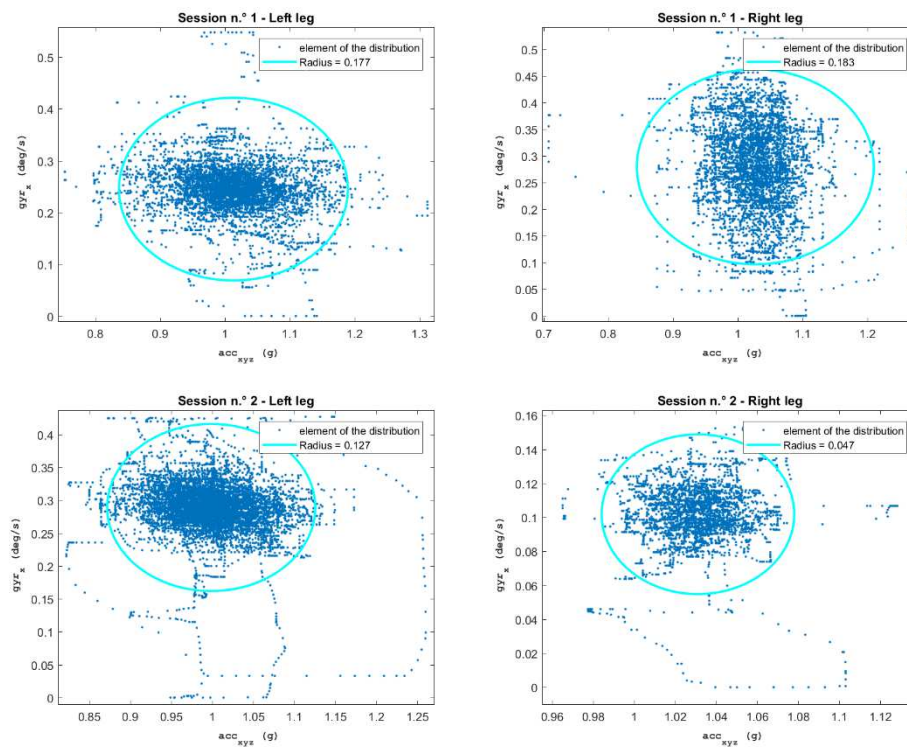 Session n.° 1 - Left leg
element of the distribution
Radius = 0.177
gyr_x (deg/s)
0.5
0.4
0.3
0.2
0.1
0
0.8 0.9 1 1.1 1.2 1.3
acc_xyz (g)
Session n.° 1 - Right leg
element of the distribution
Radius = 0.183
gyr_x (deg/s)
0.5
0.45
0.4
0.35
0.3
0.25
0.2
0.15
0.1
0.05
0
0.7 0.8 0.9 1 1.1 1.2
acc_xyz (g)
Session n.° 2 - Left leg
element of the distribution
Radius = 0.127
gyr_x (deg/s)
0.4
0.35
0.3
0.25
0.2
0.15
0.1
0.05
0
0.85 0.9 0.95 1 1.05 1.1 1.15 1.2 1.25
acc_xyz (g)
Session n.° 2 - Right leg
element of the distribution
Radius = 0.047
gyr_x (deg/s)
0.16
0.14
0.12
0.1
0.08
0.06
0.04
0.02
0
0.96 0.98 1 1.02 1.04 1.06 1.08 1.1 1.12
acc_xyz (g)